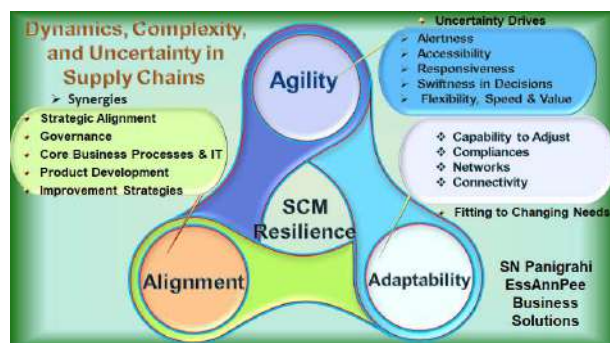 Dynamics, Complexity,
and Uncertainty in
Supply Chains
Synergies
Strategic Alignment
Governance
Core Business Processes & IT
Product Development
Improvement Strategies
Agility
Uncertainty Drives
Alertness
Accessibility
Responsiveness
Swiftness in Decisions
Flexibility, Speed & Value
Capability to Adjust
Compliances
Networks
Connectivity
Fitting to Changing Needs
SCM
Resilience
Alignment
Adaptability
SN Panigrahi
EssAnnPee
Business
Solutions